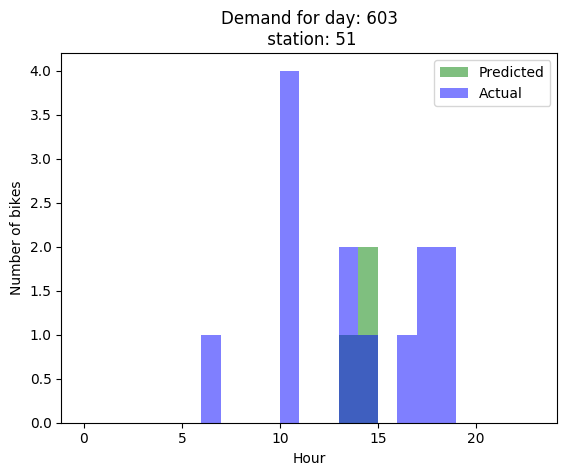 Demand for day: 603
station: 51
Predicted
Actual
4.0
3.5
3.0
2.5
2.0
1.5
1.0
0.5
0.0
Number of bikes
0 5 10 15 20
Hour